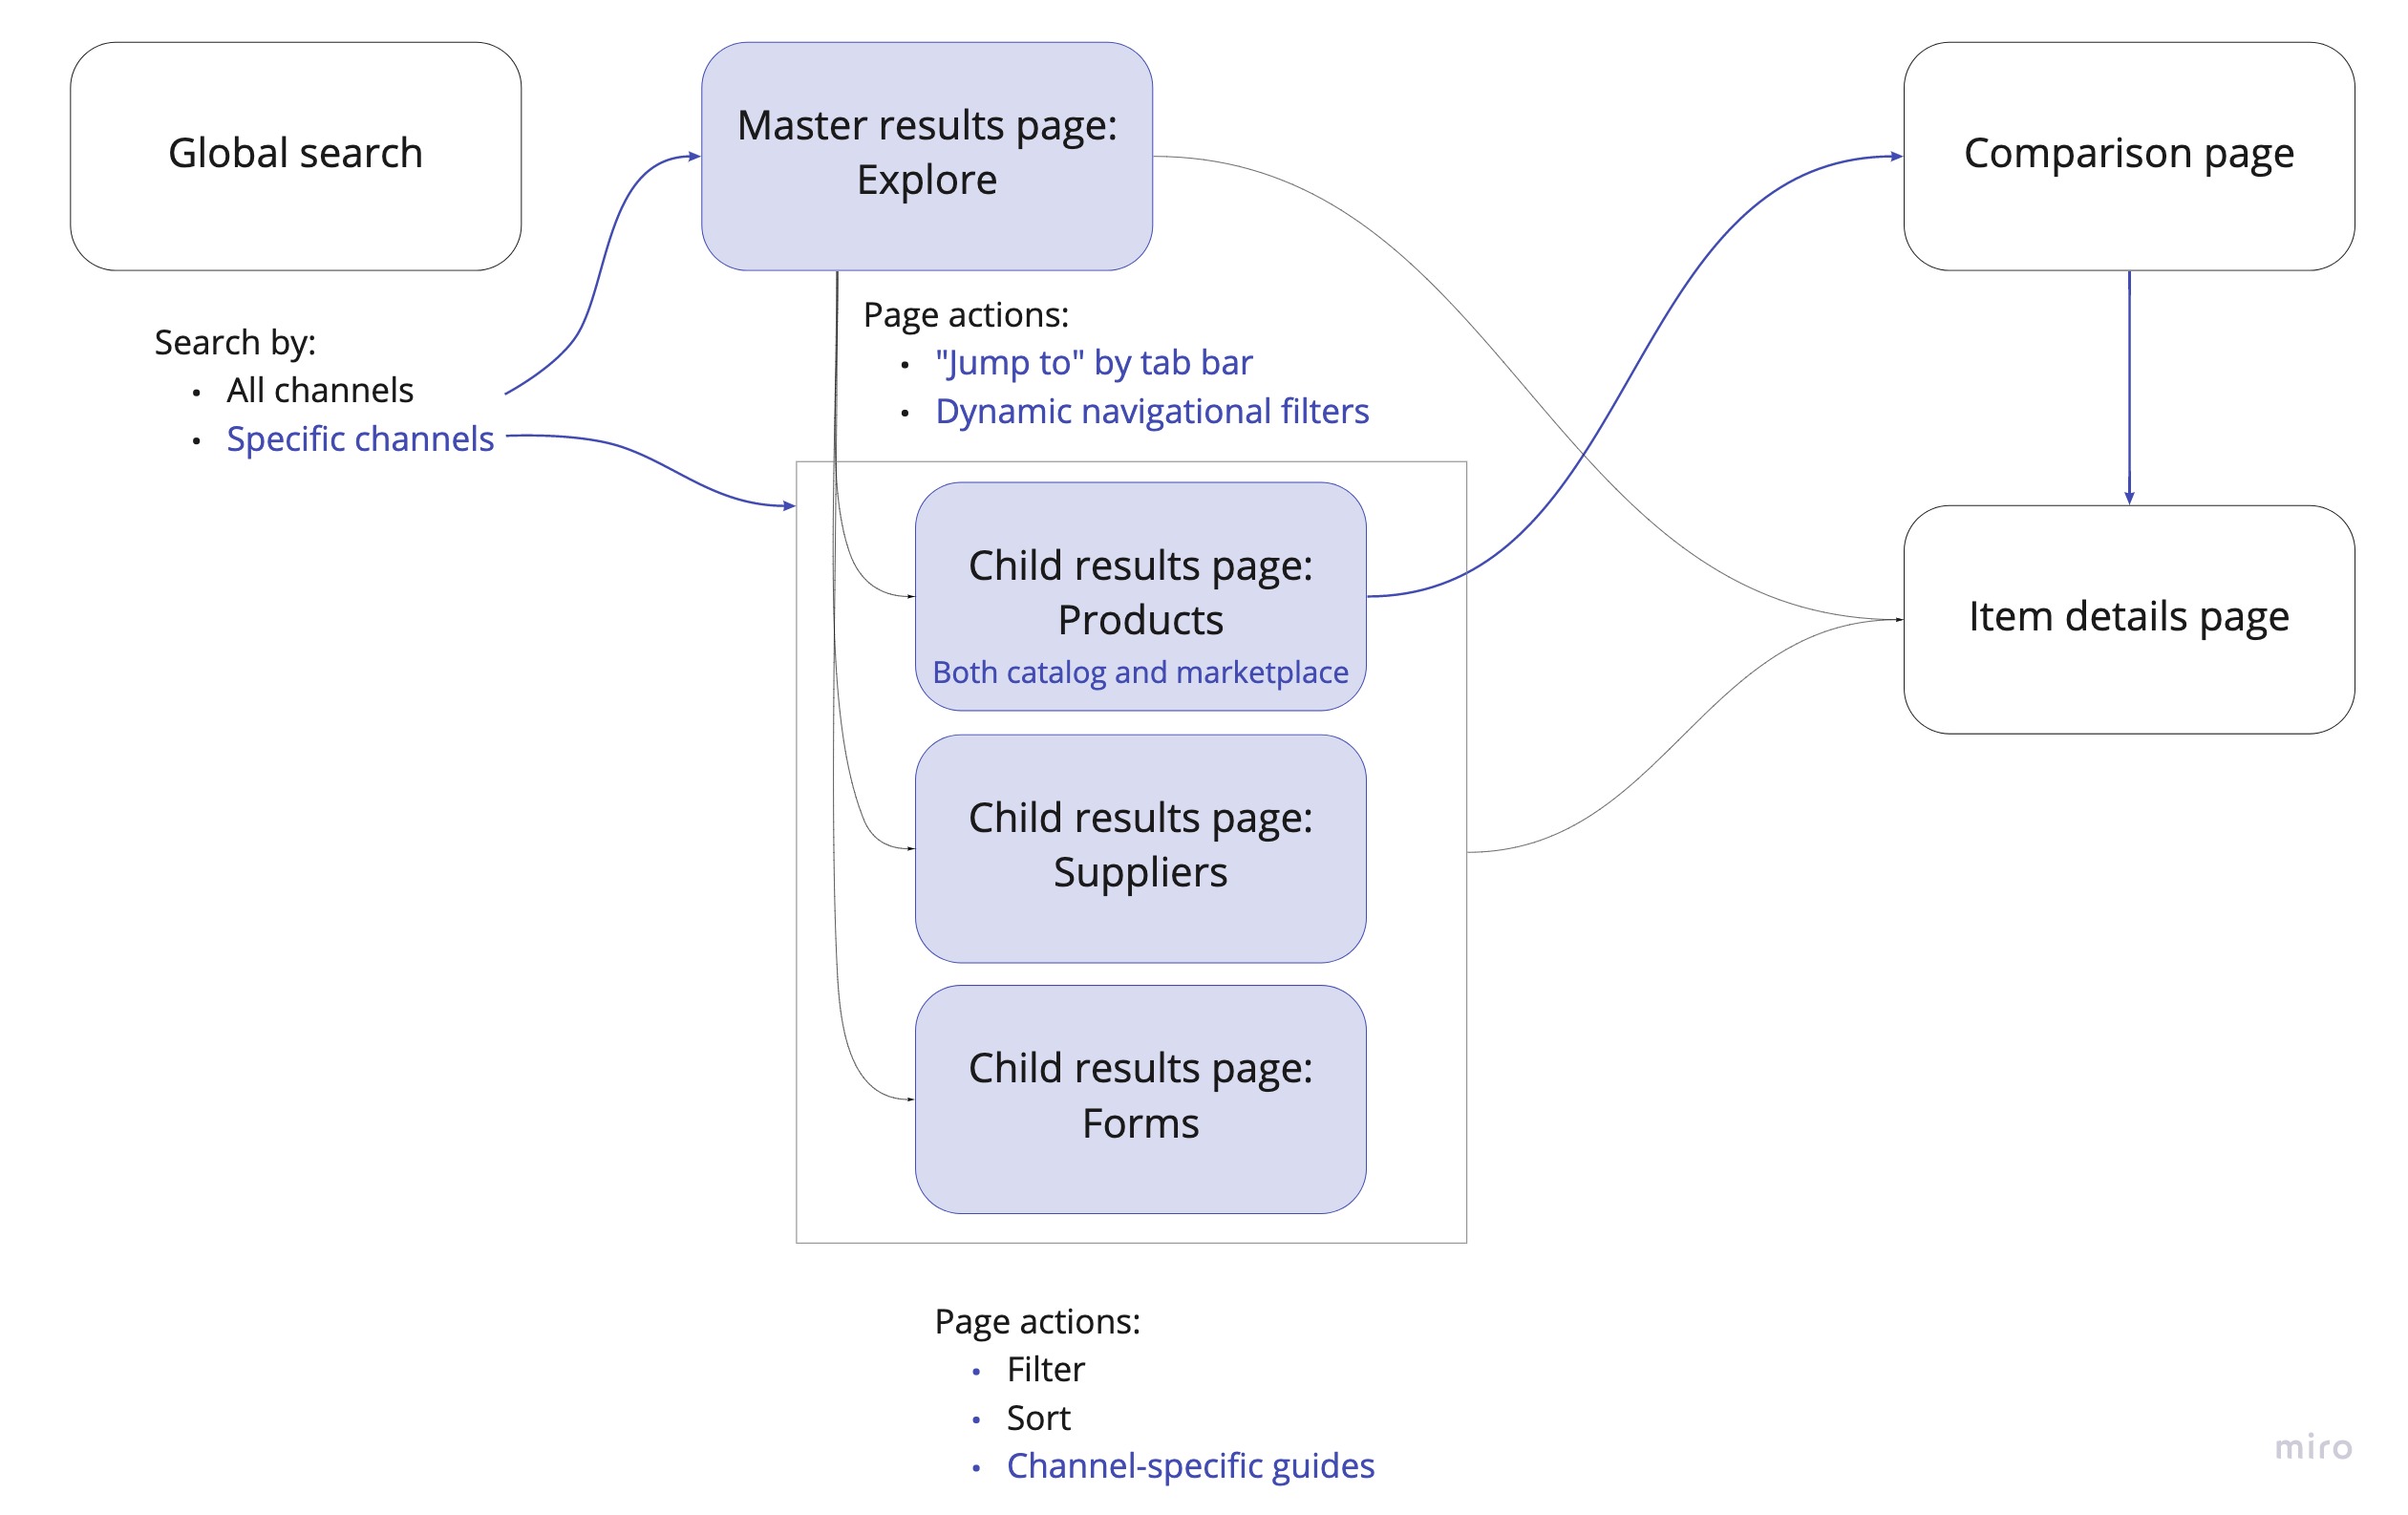 Global search
Search by:
• All channels
• Specific channels
Master results page:
Explore
Page actions:
• "Jump to" by tab bar
• Dynamic navigational filters
Child results page:
Products
Both catalog and marketplace
Child results page:
Suppliers
Child results page:
Forms
Page actions:
• Filter
• Sort
• Channel-specific guides
Comparison page
Item details page
miro